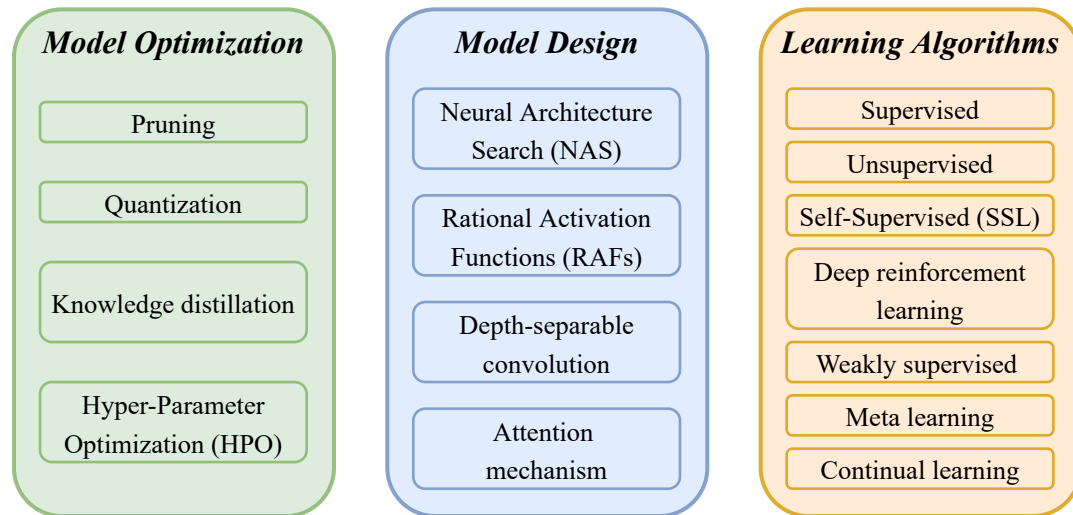 Model Optimization
Pruning
Quantization
Knowledge distillation
Hyper-Parameter
Optimization (HPO)
Model Design
Neural Architecture
Search (NAS)
Rational Activation
Functions (RAFs)
Depth-separable
convolution
Attention
mechanism
Learning Algorithms
Supervised
Unsupervised
Self-Supervised (SSL)
Deep reinforcement
learning
Weakly supervised
Meta learning
Continual learning